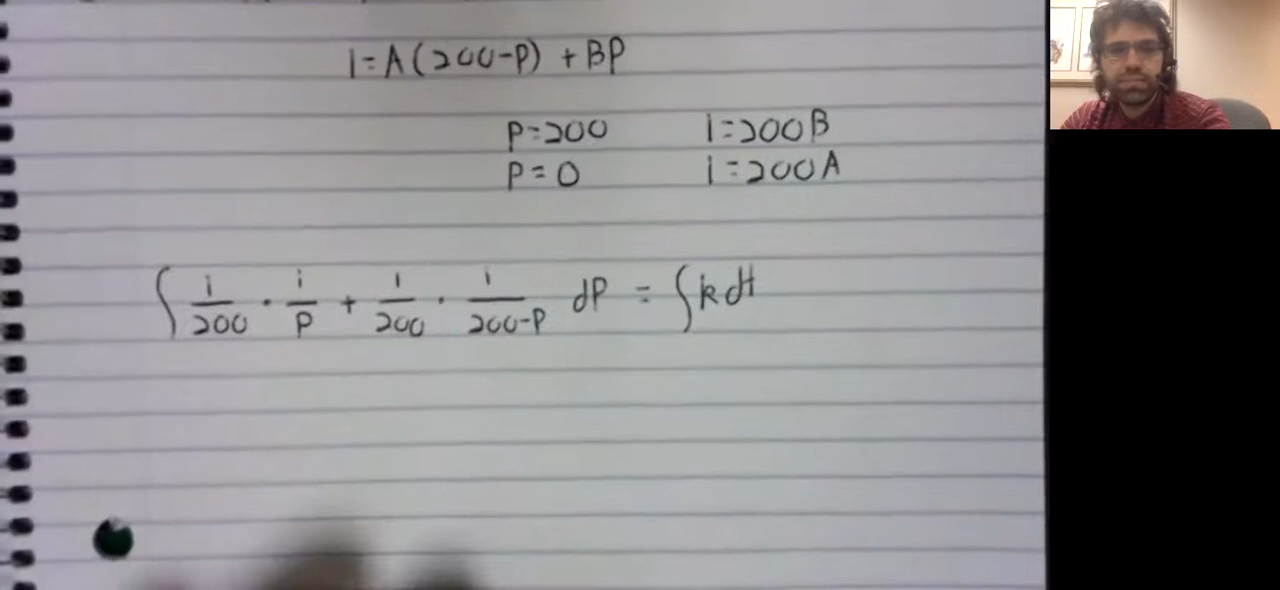 1=A(200-P)+BP
P=200 1=200B
P=0 1=200A
∫ 1/200 · 1/P + 1/200 · 1/200-P dP = ∫k dt